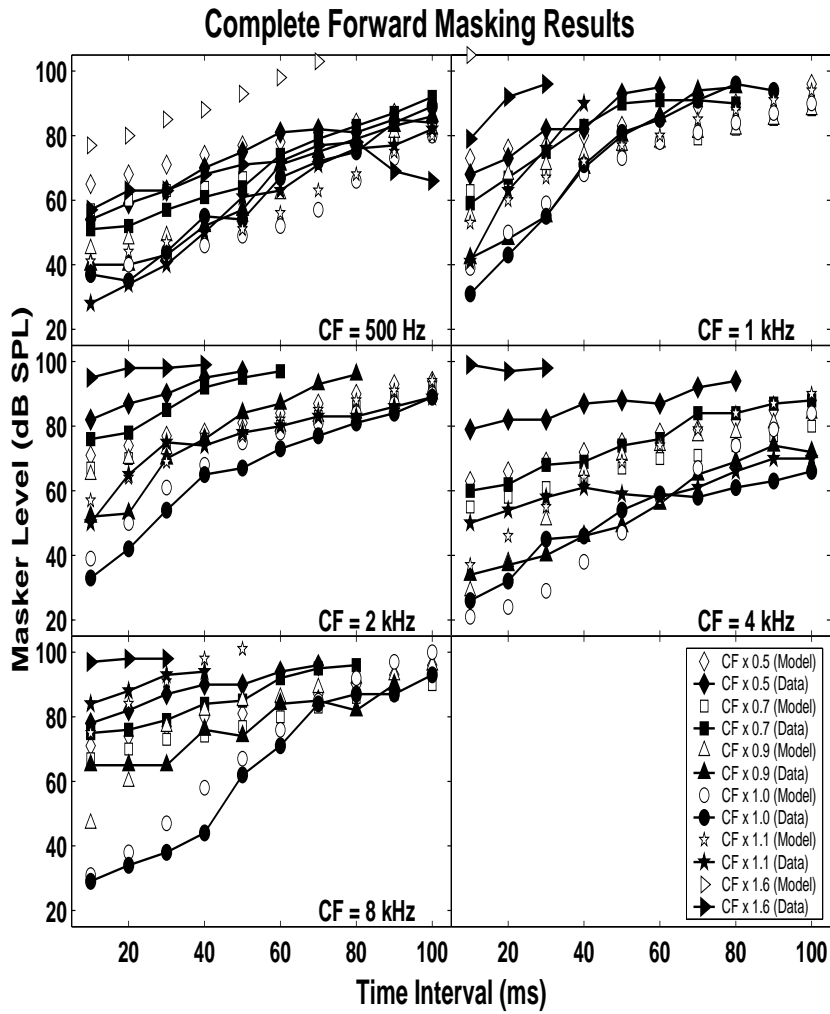 Complete Forward Masking Results
100
80
60
40
20
CF = 500 Hz
CF = 1 kHz
100
80
60
40
20
CF = 2 kHz
CF = 4 kHz
100
80
60
40
20
CF = 8 kHz
Masker Level (dB SPL)
CF x 0.5 (Model)
CF x 0.5 (Data)
CF x 0.7 (Model)
CF x 0.7 (Data)
CF x 0.9 (Model)
CF x 0.9 (Data)
CF x 1.0 (Model)
CF x 1.0 (Data)
CF x 1.1 (Model)
CF x 1.1 (Data)
CF x 1.6 (Model)
CF x 1.6 (Data)
20 40 60 80 100 20 40 60 80 100
Time Interval (ms)